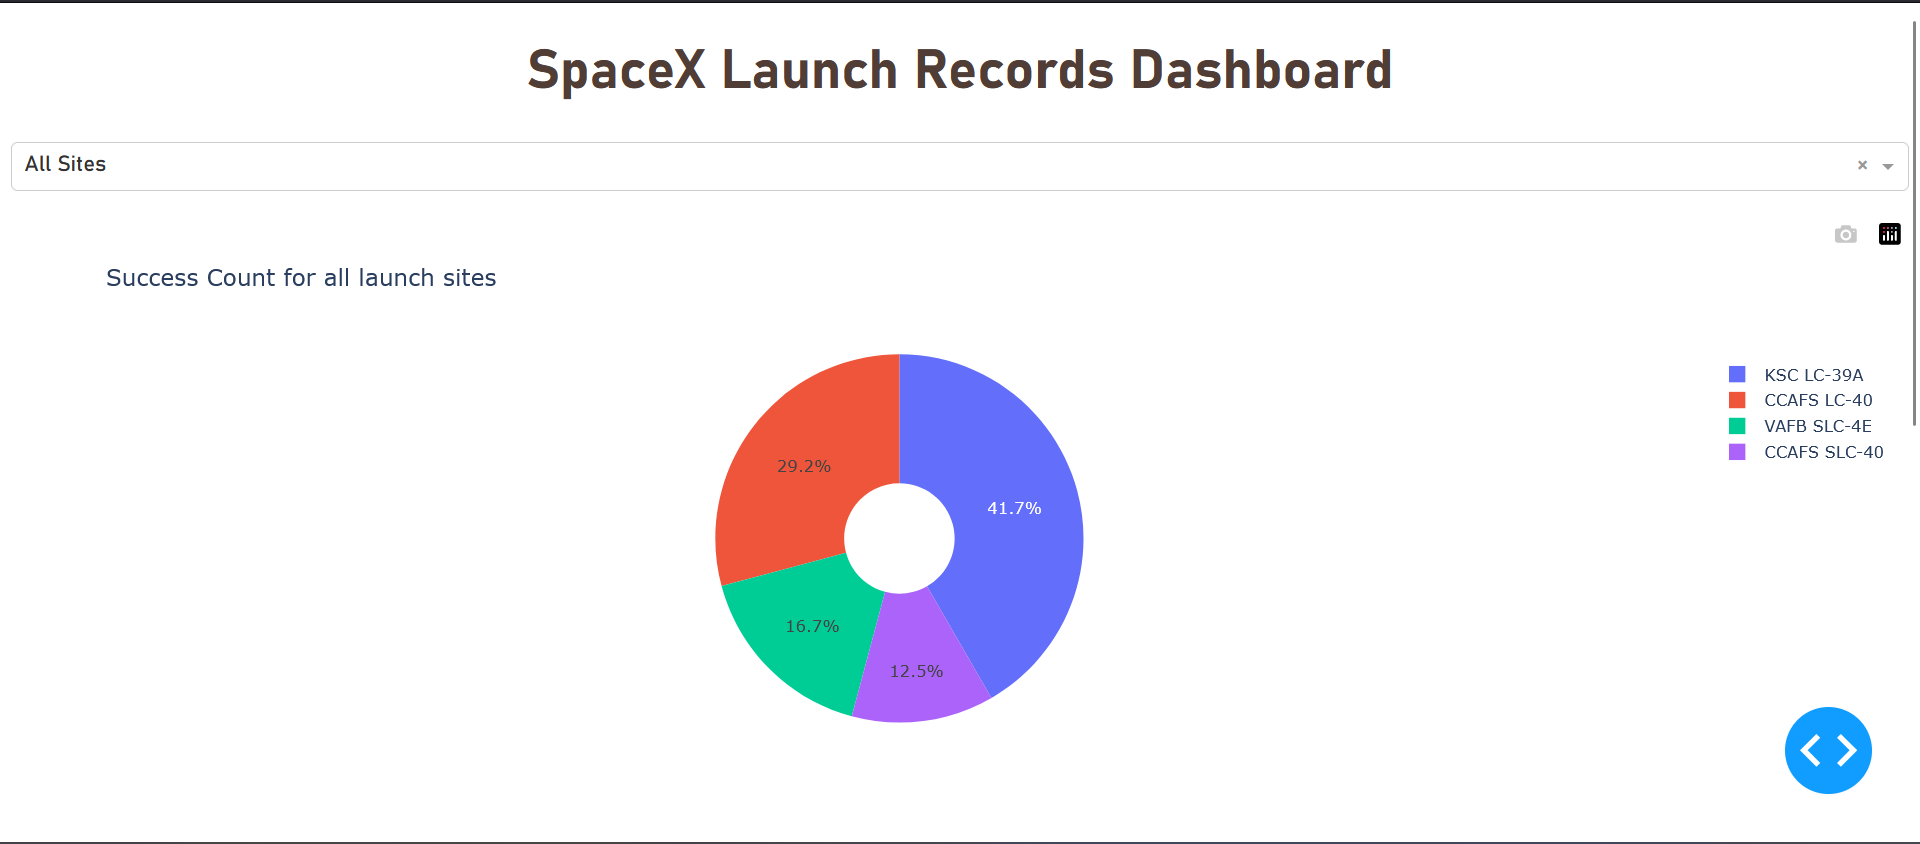 SpaceX Launch Records Dashboard
All Sites
×
Success Count for all launch sites
KSC LC-39A
CCAFS LC-40
VAFB SLC-4E
CCAFS SLC-40
29.2%
41.7%
16.7%
12.5%